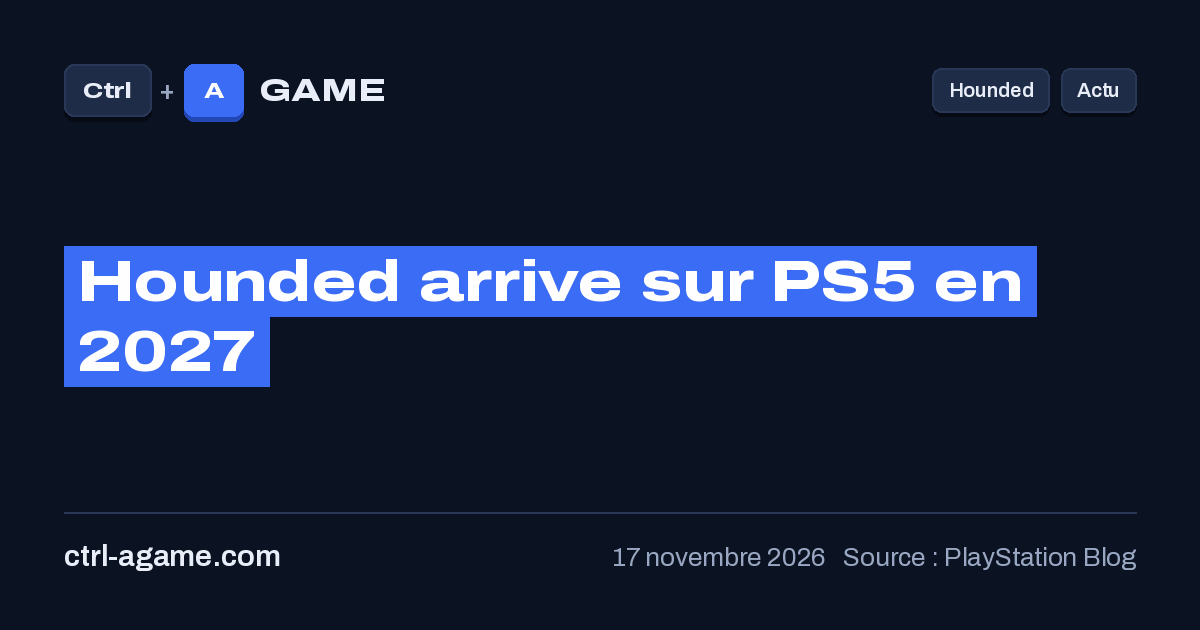 Ctrl + A GAME
Hounded Actu
Hounded arrive sur PS5 en
2027
ctrl-agame.com
17 novembre 2026 Source : PlayStation Blog